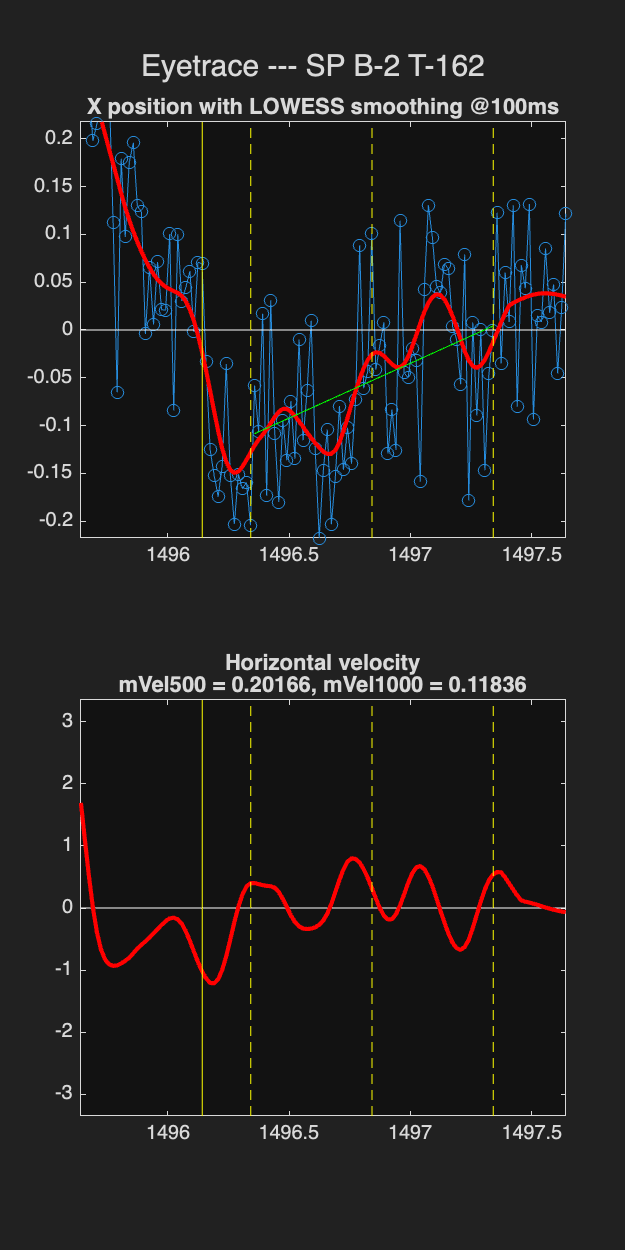 Eyetrace --- SP B-2 T-162
X position with LOWESS smoothing @100ms
0.2
0.15
0.1
0.05
0
-0.05
-0.1
-0.15
-0.2
1496 1496.5 1497 1497.5
Horizontal velocity
mVel500 = 0.20166, mVel1000 = 0.11836
3
2
1
0
-1
-2
-3
1496 1496.5 1497 1497.5